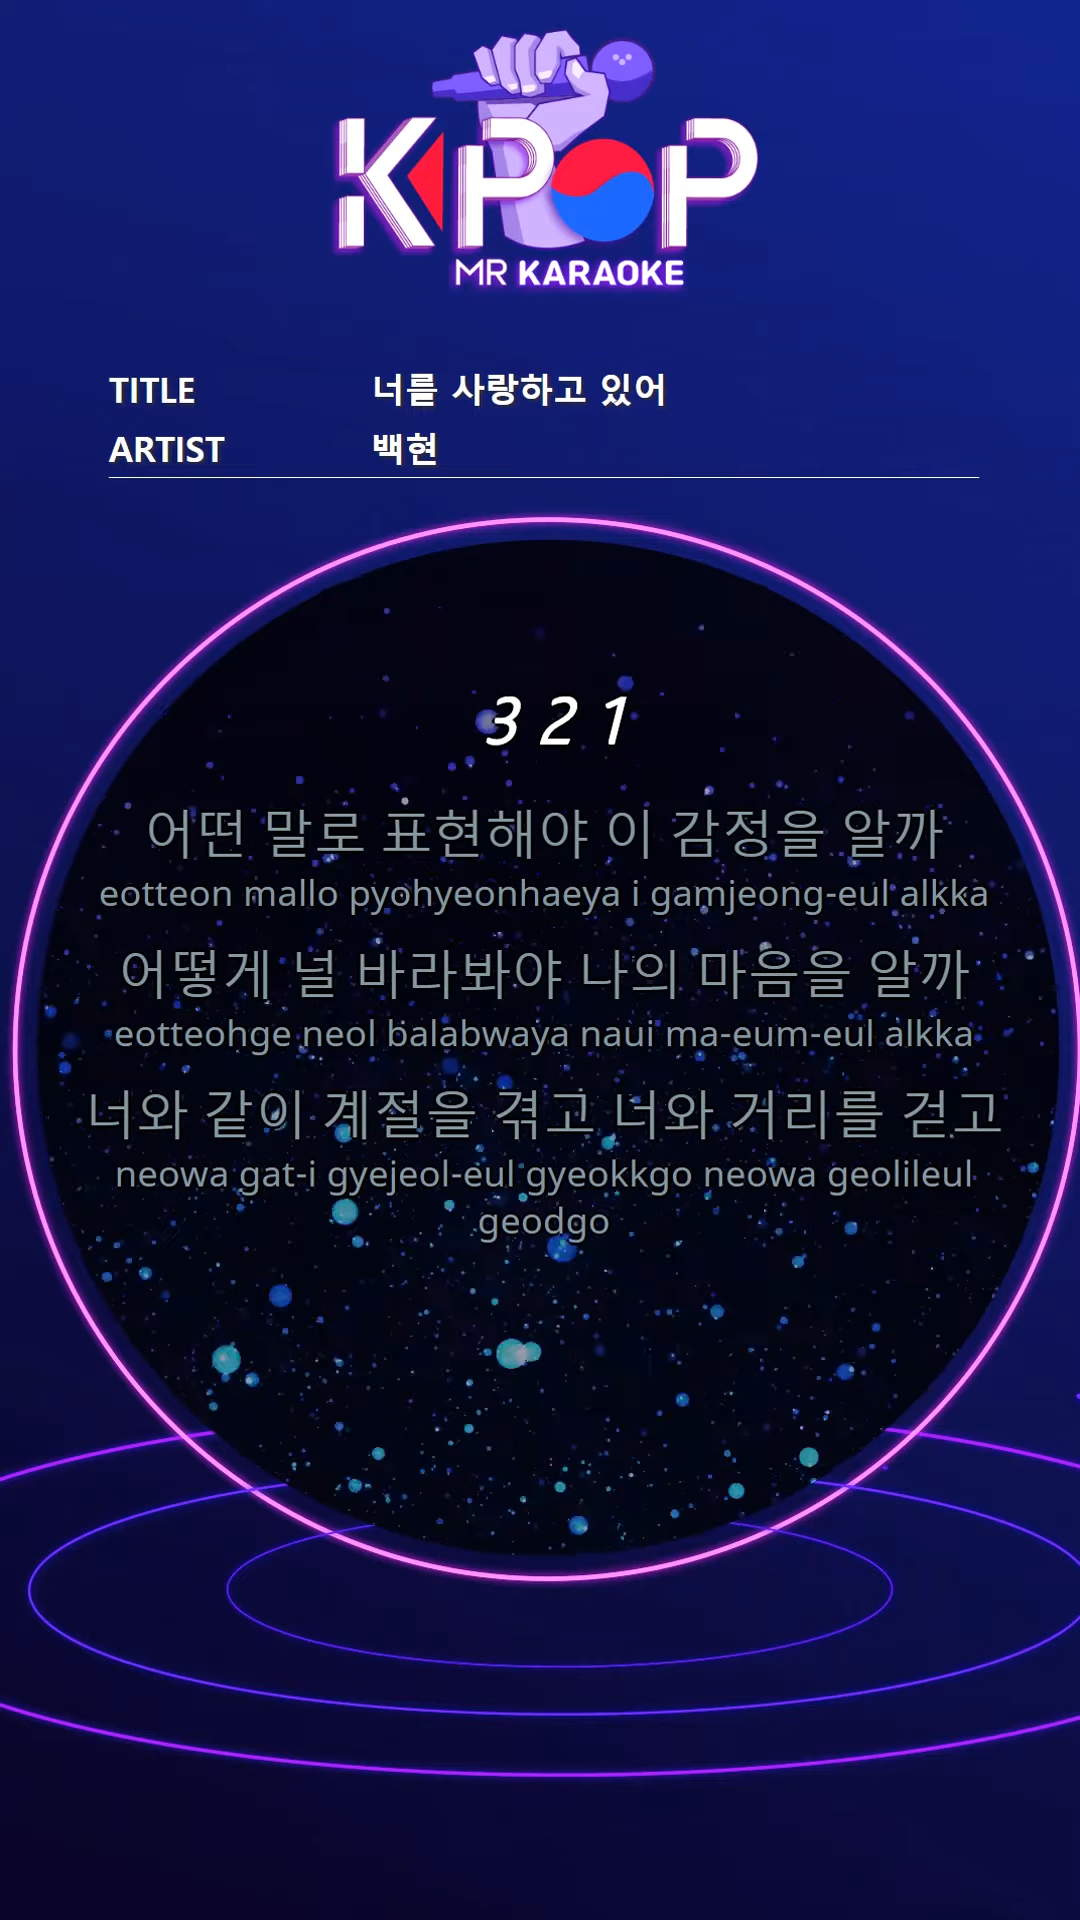 KPOP
MR KARAOKE
TITLE 너를 사랑하고 있어
ARTIST 백현
3 2 1
어떤 말로 표현해야 이 감정을 알까
eotteon mallo pyohyeonhaeya i gamjeong-eul alkka
어떻게 널 바라봐야 나의 마음을 알까
eotteohge neol balabwaya naui ma-eum-eul alkka
너와 같이 계절을 겪고 너와 거리를 걷고
neowa gat-i gyejeol-eul gyeokkgo neowa geolileul
geodgo